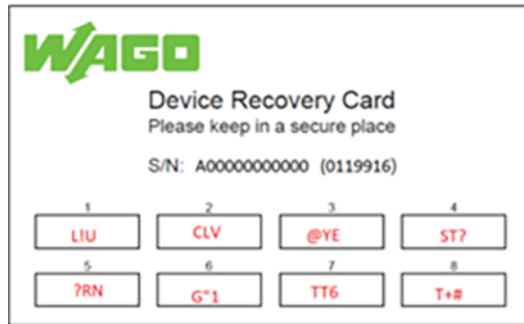 WAGO
Device Recovery Card
Please keep in a secure place
S/N: A00000000000 (0119916)
1 2 3 4
L!U CLV @YE ST?
5 6 7 8
?RN G"1 TT6 T+#